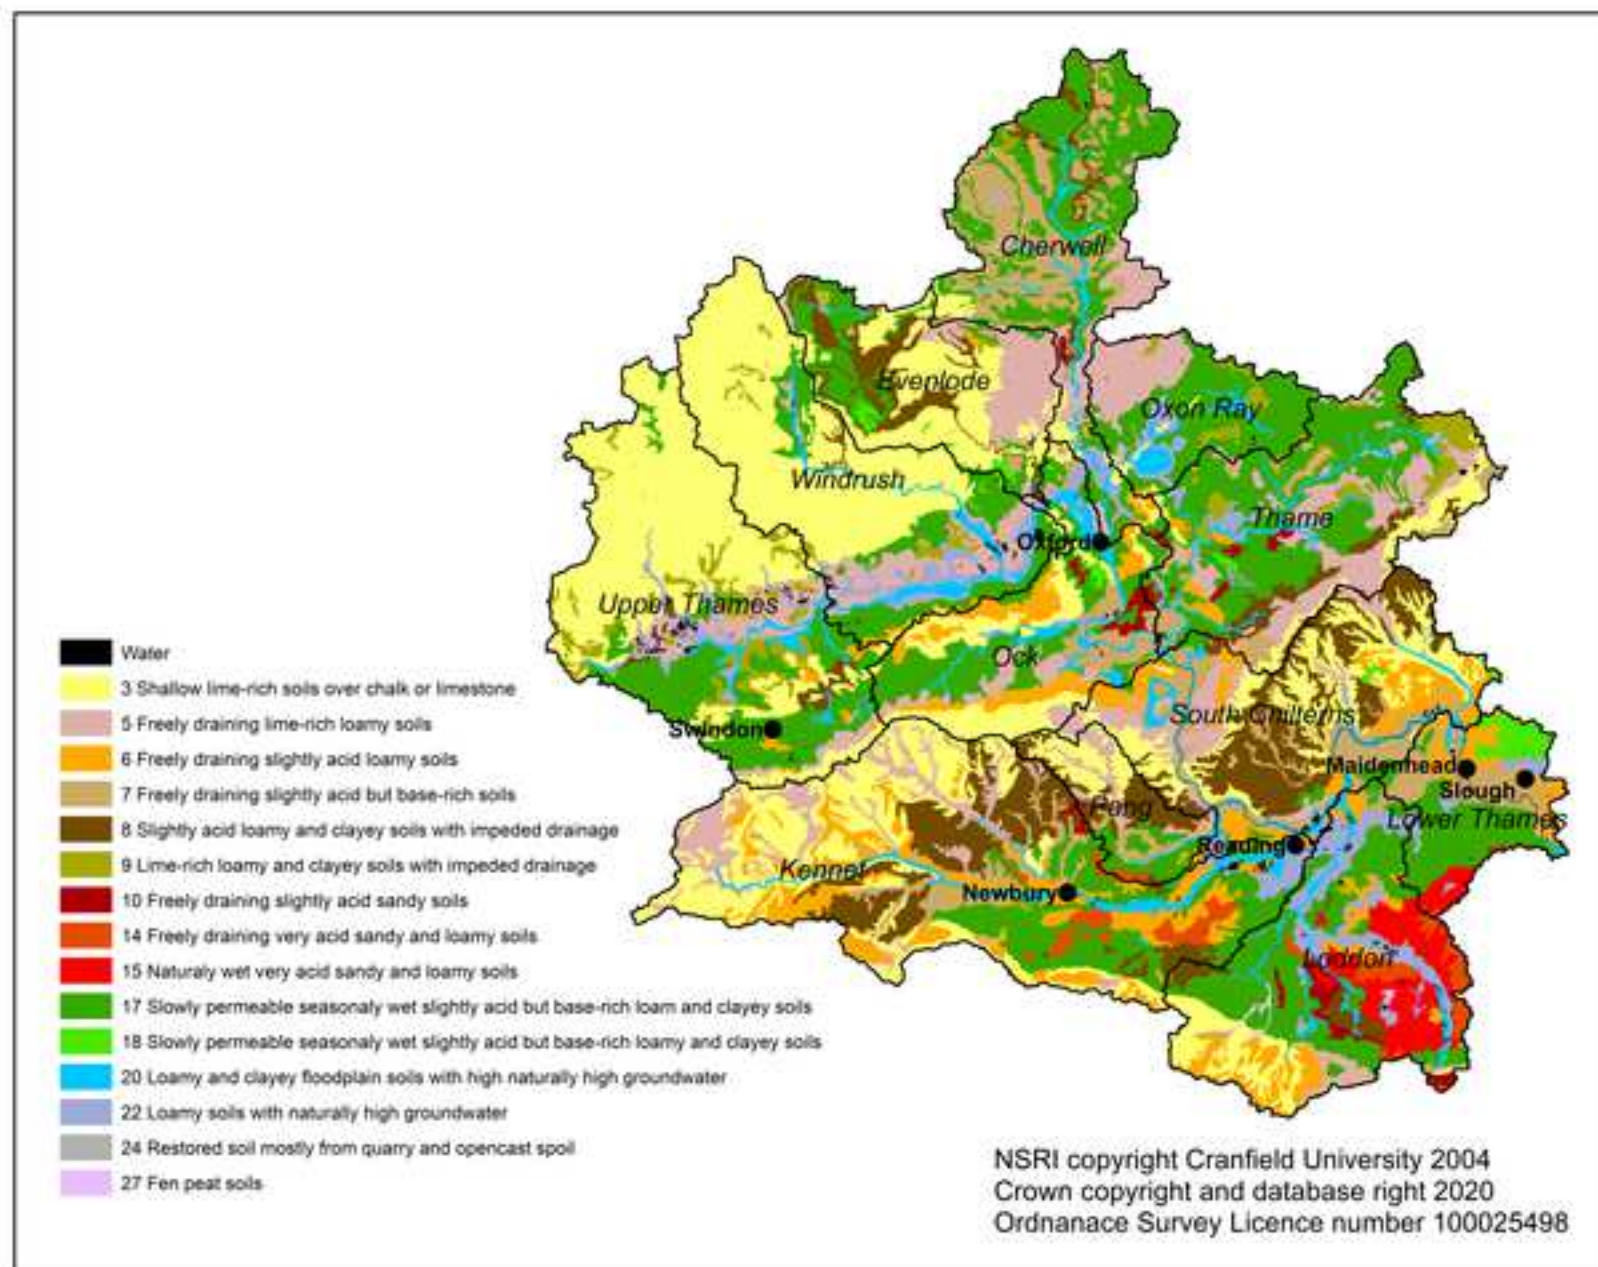 Cherwell
Evenlode
Oxon Ray
Windrush
Thame
Oxford
Upper Thames
Ock
Swindon
South Chilterns
Maidenhead
Slough
Pang
Lower Thames
Reading
Kennet
Newbury
Loddon
Water
3 Shallow lime-rich soils over chalk or limestone
5 Freely draining lime-rich loamy soils
6 Freely draining slightly acid loamy soils
7 Freely draining slightly acid but base-rich soils
8 Slightly acid loamy and clayey soils with impeded drainage
9 Lime-rich loamy and clayey soils with impeded drainage
10 Freely draining slightly acid sandy soils
14 Freely draining very acid sandy and loamy soils
15 Naturaly wet very acid sandy and loamy soils
17 Slowly permeable seasonaly wet slightly acid but base-rich loam and clayey soils
18 Slowly permeable seasonaly wet slightly acid but base-rich loamy and clayey soils
20 Loamy and clayey floodplain soils with high naturally high groundwater
22 Loamy soils with naturally high groundwater
24 Restored soil mostly from quarry and opencast spoil
27 Fen peat soils
NSRI copyright Cranfield University 2004
Crown copyright and database right 2020
Ordnanace Survey Licence number 100025498